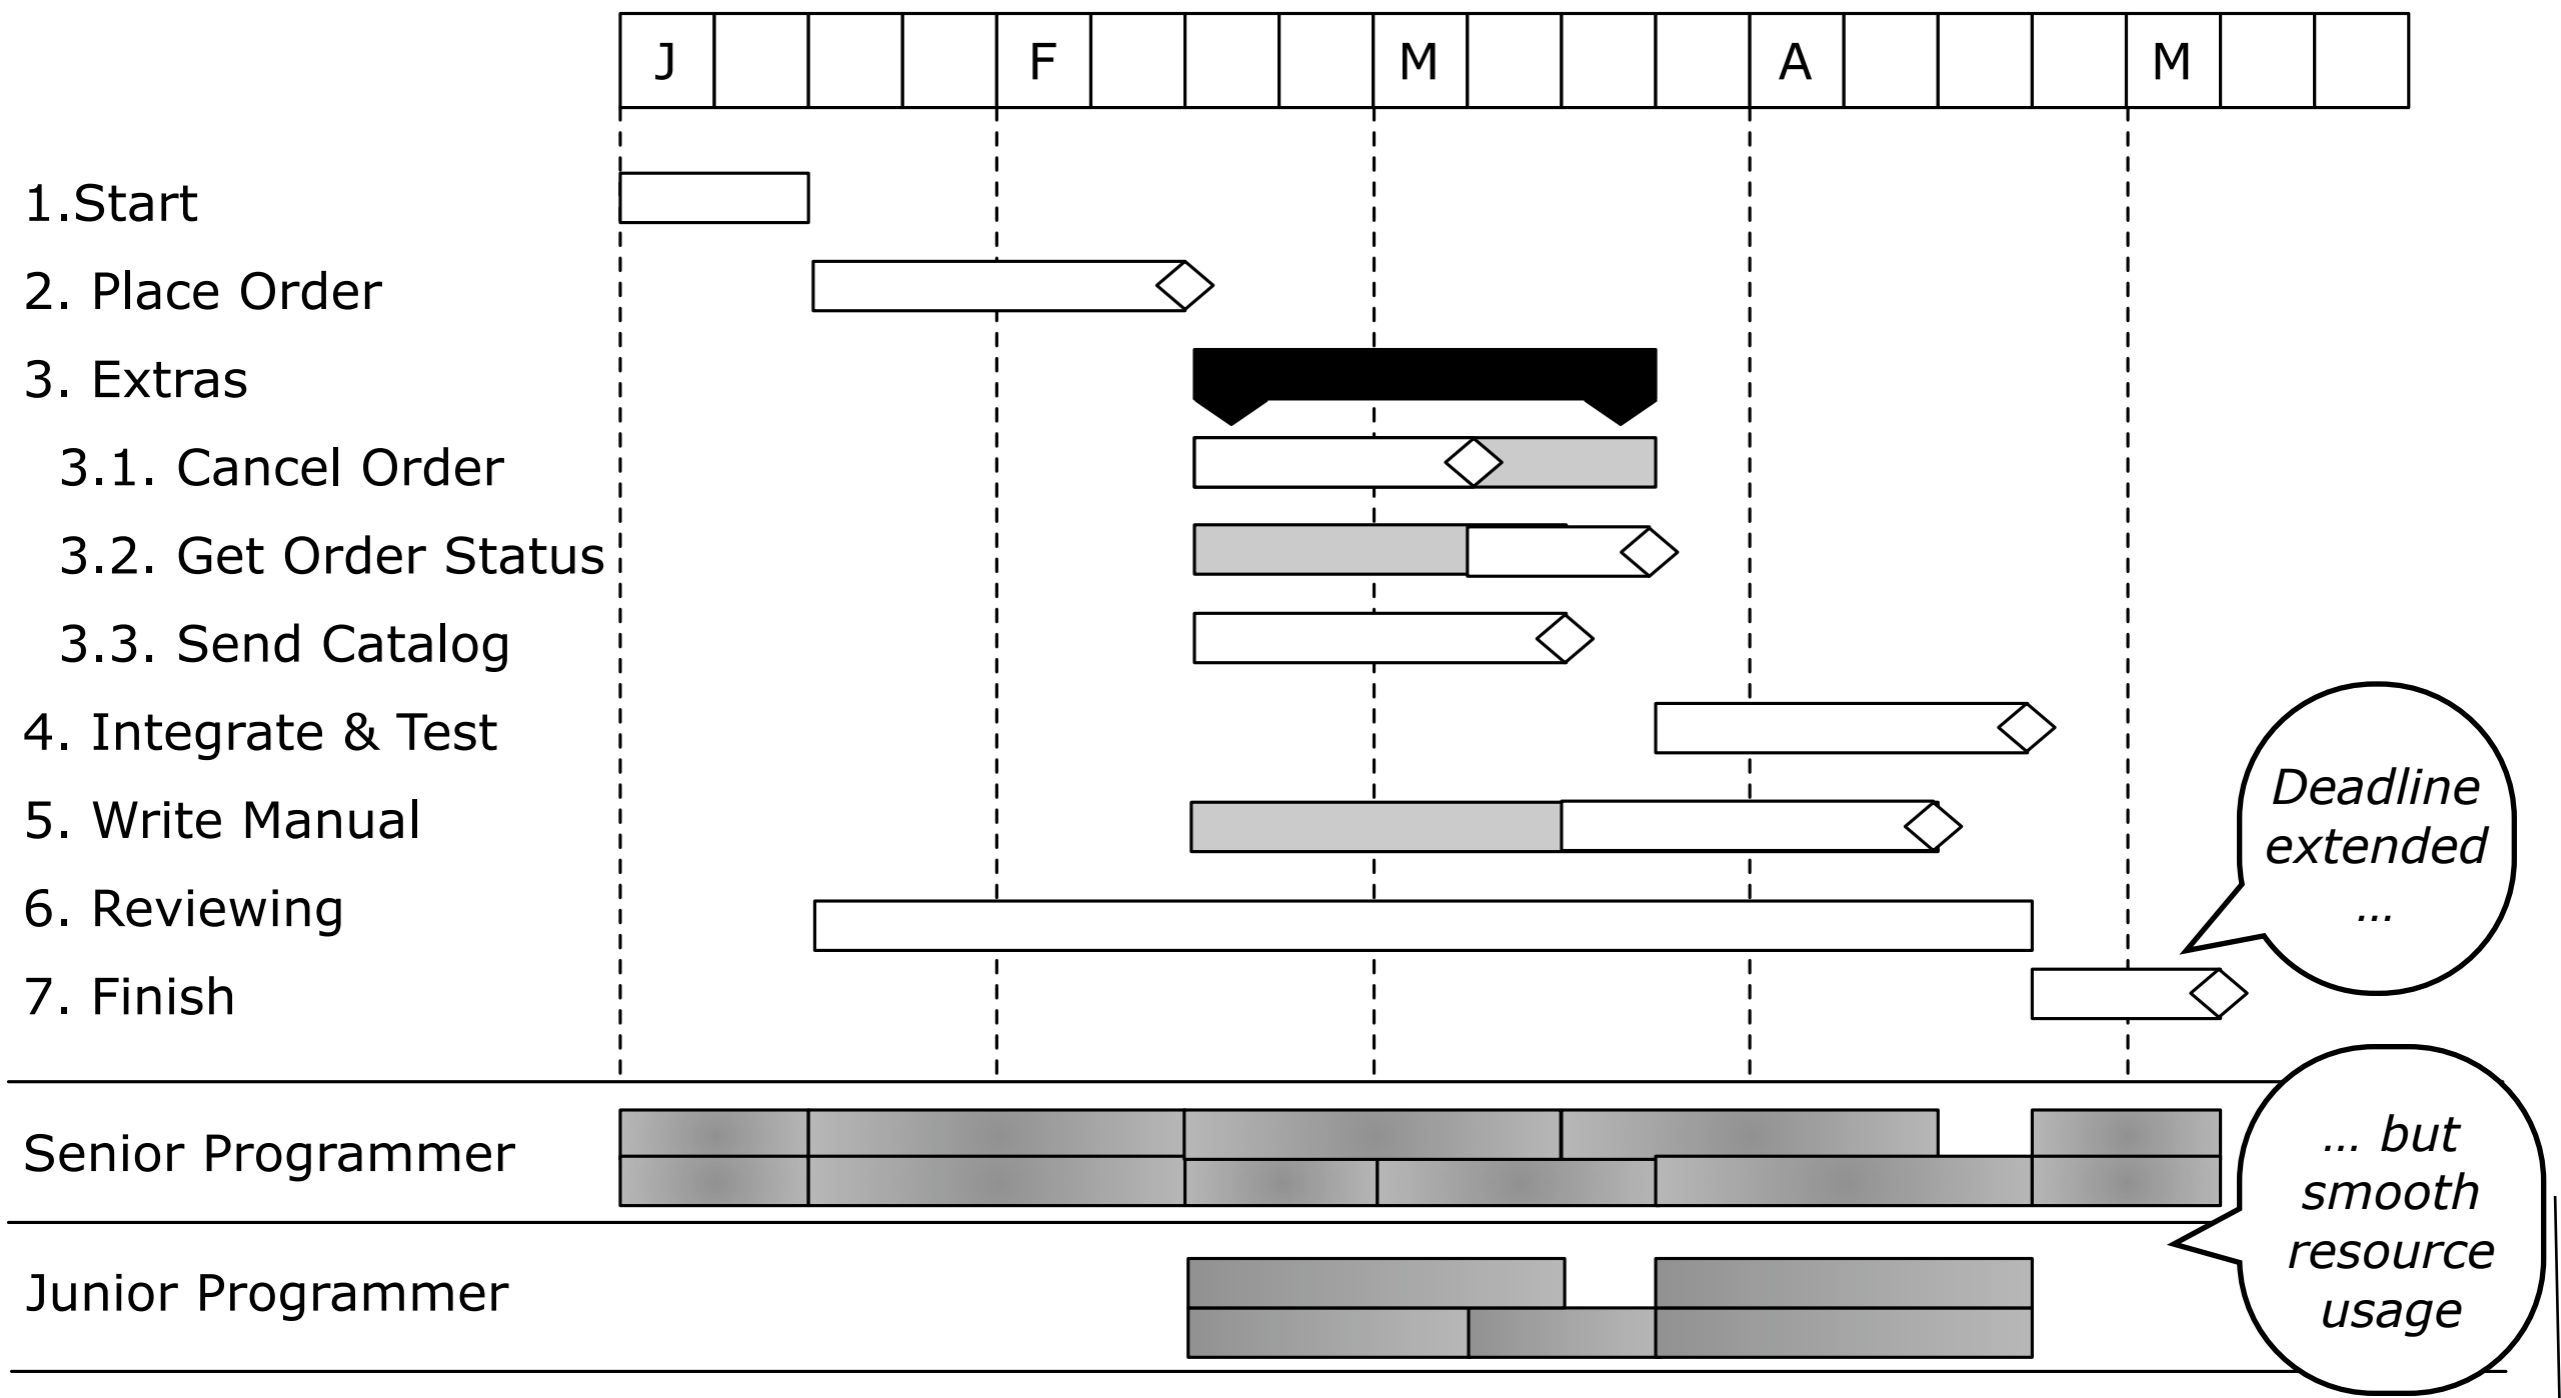 J F M A M
1.Start
2. Place Order
3. Extras
3.1. Cancel Order
3.2. Get Order Status
3.3. Send Catalog
4. Integrate & Test
5. Write Manual
6. Reviewing
7. Finish
Deadline
extended
...
Senior Programmer
Junior Programmer
... but
smooth
resource
usage